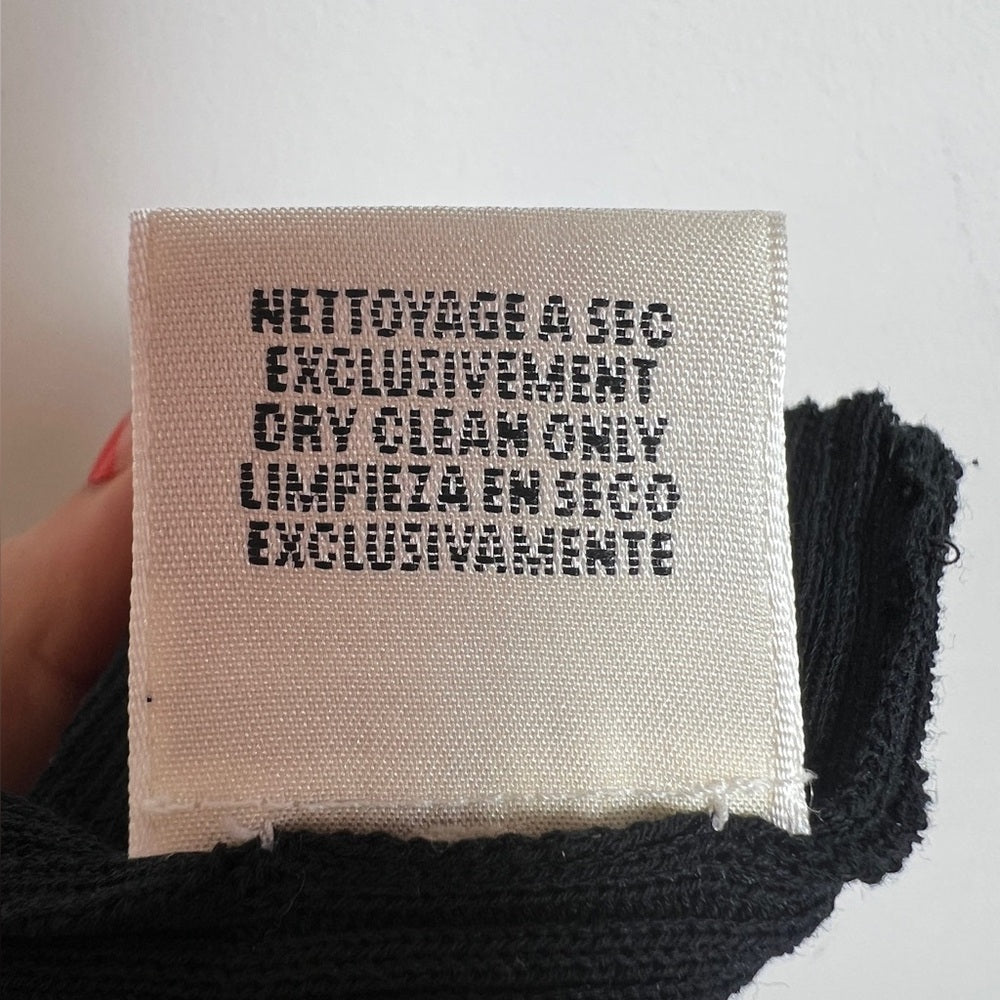 NETTOYAGE A SEC
EXCLUSIVEMENT
DRY CLEAN ONLY
LIMPIEZA EN SECO
EXCLUSIVAMENTE